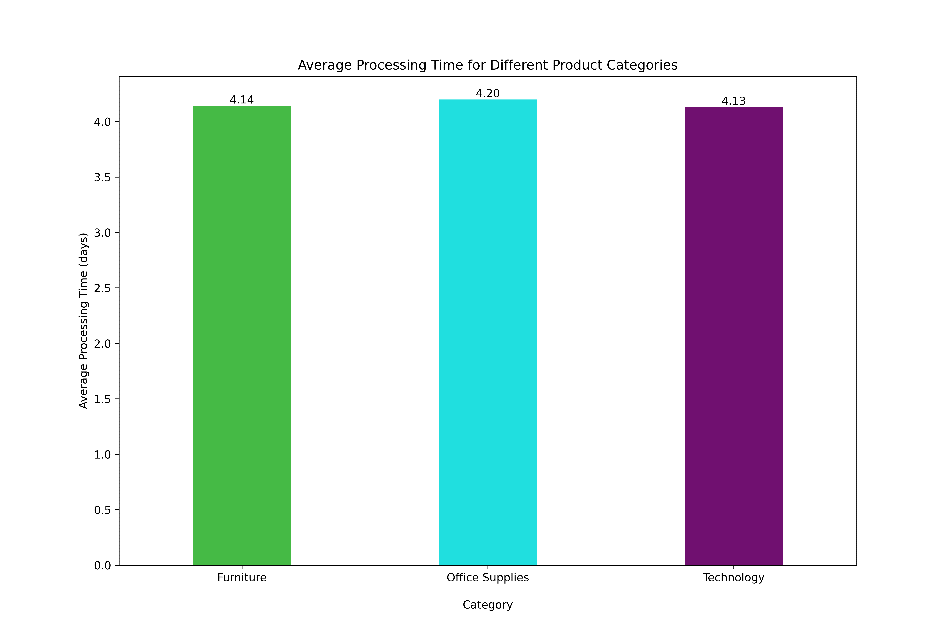 Average Processing Time for Different Product Categories
4.14
4.20
4.13
4.0
3.5
3.0
2.5
2.0
1.5
1.0
0.5
0.0
Average Processing Time (days)
Furniture
Office Supplies
Technology
Category